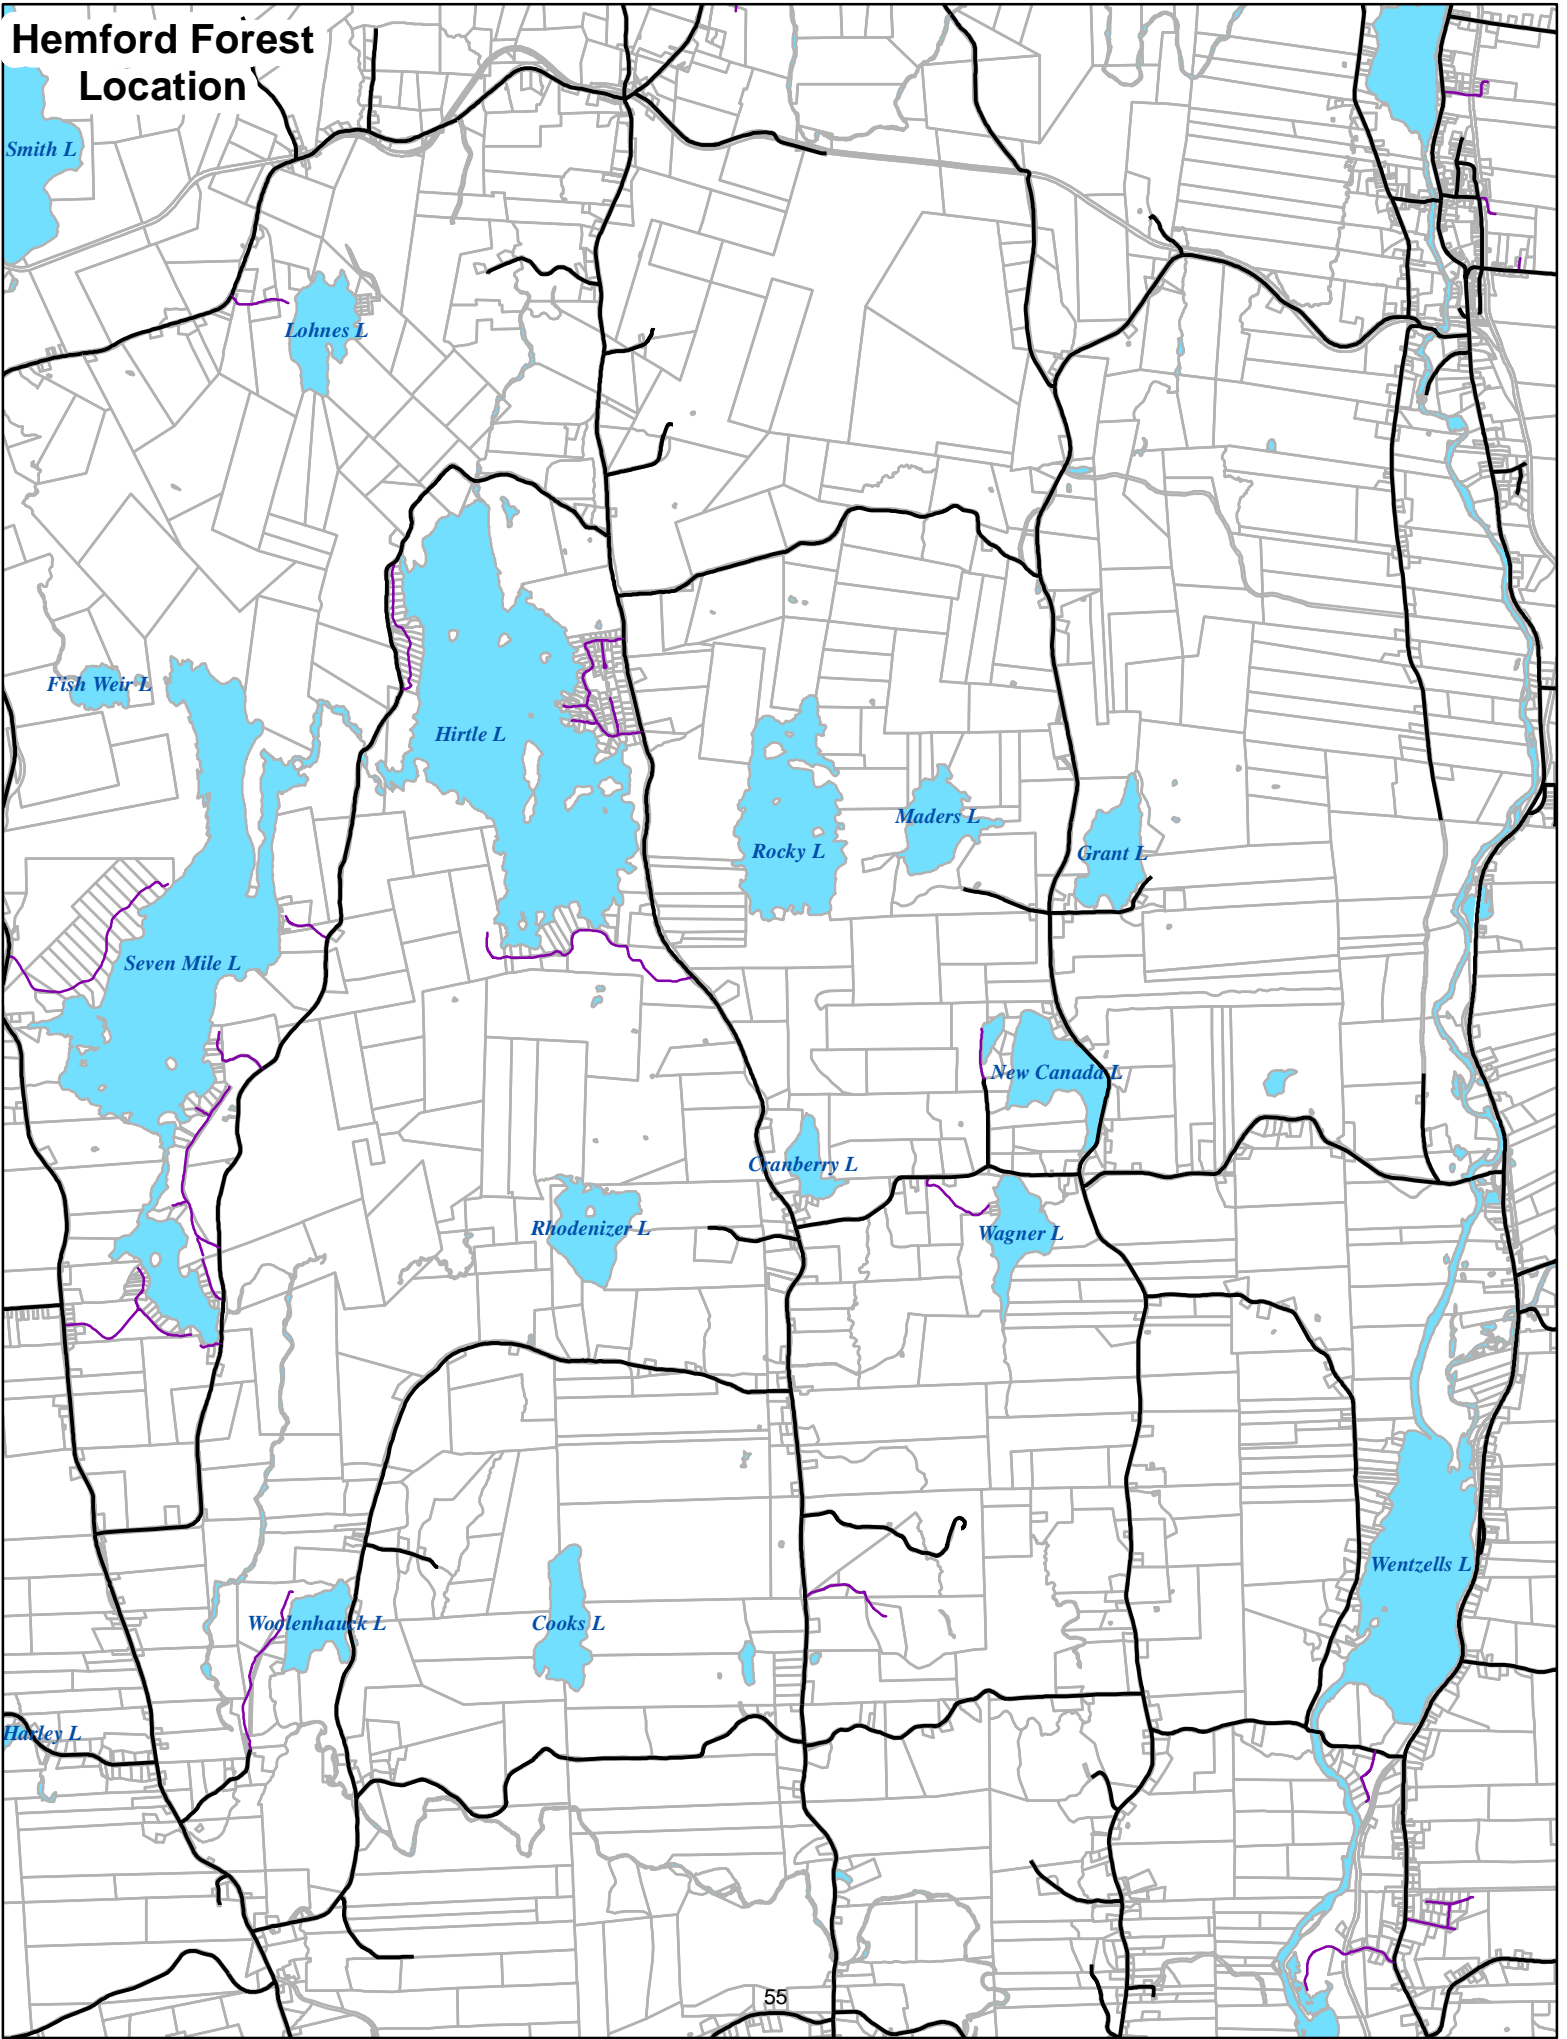 Hemford Forest
Location
Smith L
Lohnes L
Fish Weir L
Hirtle L
Maders L
Rocky L
Grant L
Seven Mile L
New Canada L
Cranberry L
Rhodenizer L
Wagner L
Wentzells L
Woolenhauck L
Cooks L
Harley L
55